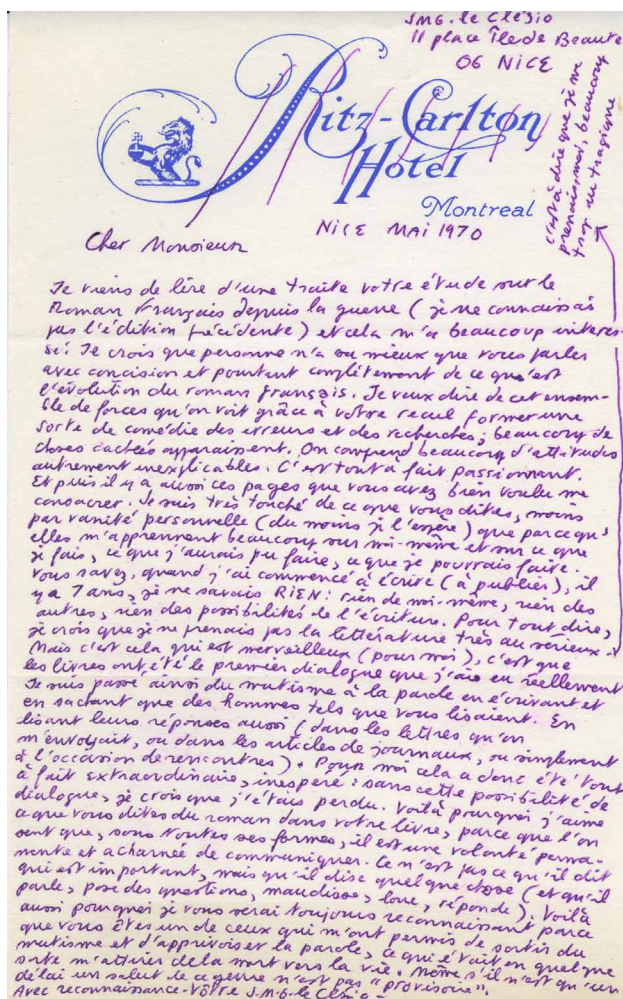 J.M.G. le Clézio
11 place Île de Beauté
06 NICE
Ritz-Carlton
Hotel
Montreal
c'est à dire que je me
prenais, moi, beaucoup
trop au tragique
NICE MAI 1970
Cher Monsieur
Je viens de lire d'une traite votre étude sur le
Roman Français depuis la guerre (je ne connaissais
pas l'édition précédente) et cela m'a beaucoup interes-
sé. Je crois que personne n'a su mieux que vous parler
avec concision et pourtant complètement de ce qu'est
l'évolution du roman français. Je veux dire de cet ensem-
ble de forces qu'on voit grâce à votre recul former une
sorte de comédie des erreurs et des recherches; beaucoup de
choses cachées apparaissent. On comprend beaucoup d'attitudes
autrement inexplicables. C'est tout à fait passionnant.
Et puis il y a aussi ces pages que vous avez bien voulu me
consacrer. Je suis très touché de ce que vous dites, moins
par vanité personnelle (du moins je l'espère) que parce qu'
elles m'apprennent beaucoup sur moi-même et sur ce que
je fais, ce que j'aurais pu faire, ce que je pourrais faire.
Vous savez, quand j'ai commencé à écrire (à publier), il
y a 7 ans, je ne savais RIEN: rien de moi-même, rien des
autres, rien des possibilités de l'écriture. Pour tout dire,
je crois que je ne prenais pas la littérature très au sérieux.
Mais c'est cela qui est merveilleux (pour moi), c'est que
les livres ont été le premier dialogue que j'aie eu réellement
Je suis passé ainsi du mutisme à la parole en écrivant et
en sachant que des hommes tels que vous lisaient. En
lisant leurs réponses aussi (dans les lettres qu'on
m'envoyait, ou dans les articles de journaux, ou simplement
à l'occasion de rencontres). Pour moi cela a donc été tout
à fait extraordinaire, inespéré: sans cette possibilité de
dialogue, je crois que j'étais perdu. Voilà pourquoi j'aime
ce que vous dites du roman dans votre livre, parce que l'on
sent que, sous toutes ses formes, il est une volonté perma-
nente et acharnée de communiquer. Ce n'est pas ce qu'il dit
qui est important, mais qu'il dise quelque chose (et qu'il
parle, pose des questions, maudisse, loue, réponde). Voilà
aussi pourquoi je vous serai toujours reconnaissant parce
que vous êtes un de ceux qui m'ont permis de sortir du
mutisme et d'apprivoiser la parole, ce qui était en quelque
sorte m'attirer de la mort vers la vie. Même s'il n'est qu'un
délai un salut de ce genre n'est pas "provisoire".
Avec reconnaissance - Vôtre J.M.G. le Clézio -